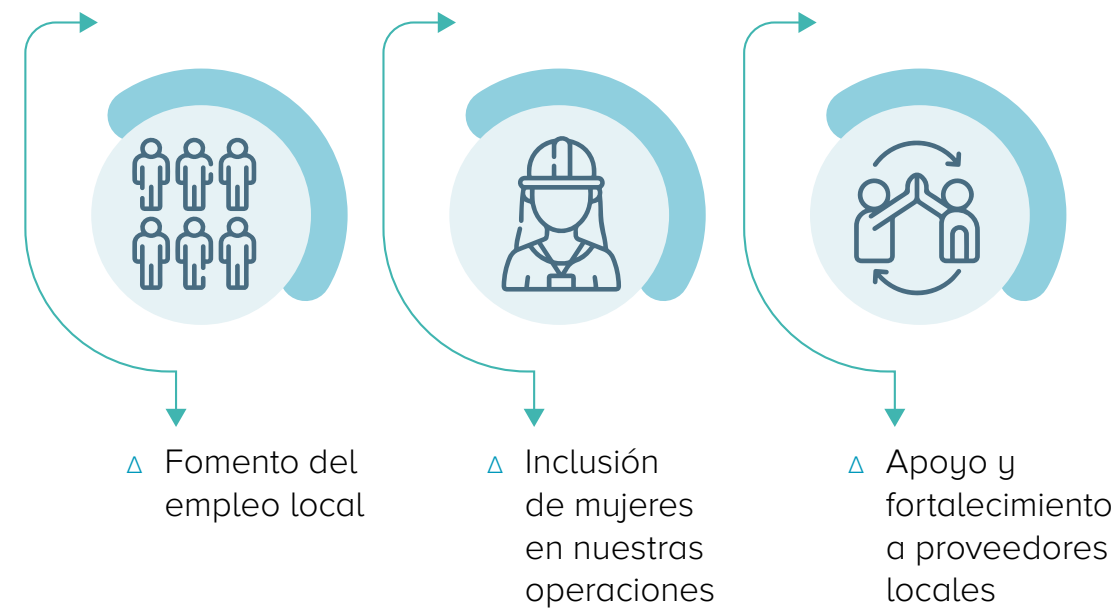 Δ Fomento del
empleo local
Δ Inclusión
de mujeres
en nuestras
operaciones
Δ Apoyo y
fortalecimiento
a proveedores
locales